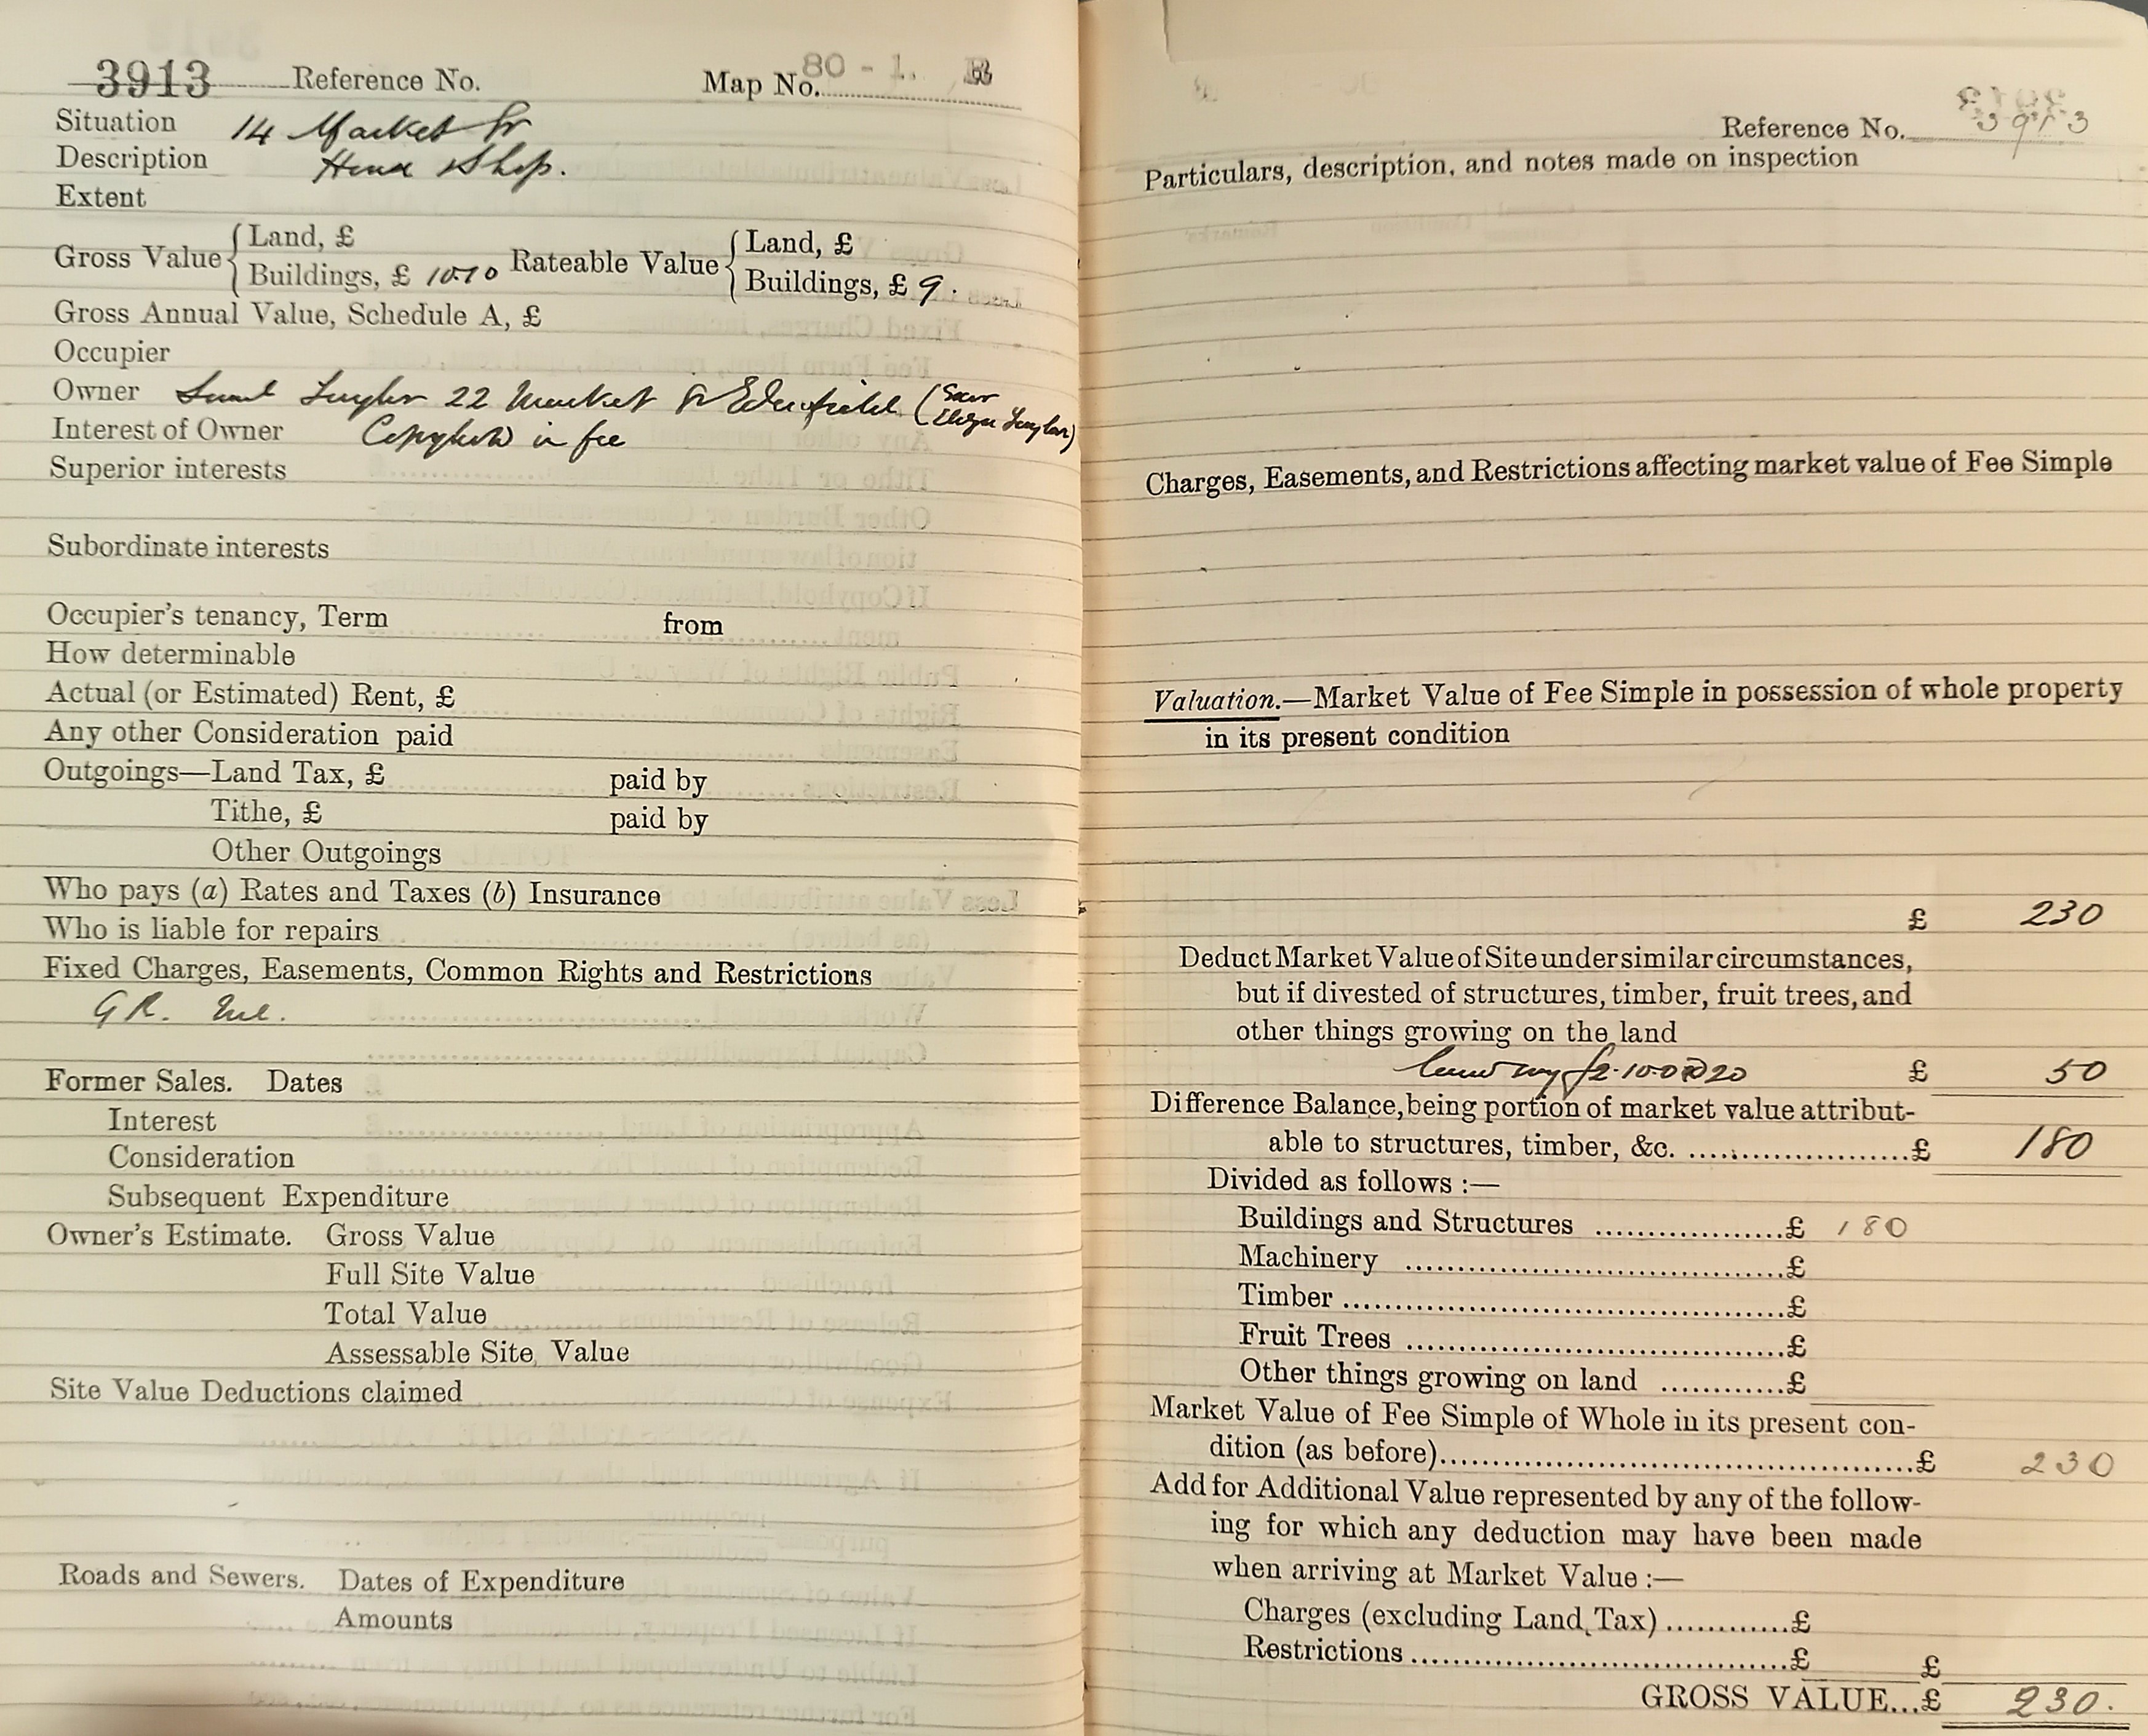 3913 Reference No. Map No. 80 - 1.
Situation 14 Market St
Description House & Shop.
Extent
Gross Value { Land, £
Buildings, £ 10.10 Rateable Value { Land, £
Buildings, £ 9.
Gross Annual Value, Schedule A, £
Occupier
Owner Saml Taylor 22 Market St Edenfield (
Taylor)
Interest of Owner Copyhold in fee
Superior interests
Subordinate interests
Occupier's tenancy, Term from
How determinable
Actual (or Estimated) Rent, £
Any other Consideration paid
Outgoings—Land Tax, £ paid by
Tithe, £ paid by
Other Outgoings
Who pays (a) Rates and Taxes (b) Insurance
Who is liable for repairs
Fixed Charges, Easements, Common Rights and Restrictions
GR.
Former Sales. Dates
Interest
Consideration
Subsequent Expenditure
Owner's Estimate. Gross Value
Full Site Value
Total Value
Assessable Site Value
Site Value Deductions claimed
Roads and Sewers. Dates of Expenditure
Amounts
Reference No. 3913
Particulars, description, and notes made on inspection
Charges, Easements, and Restrictions affecting market value of Fee Simple
Valuation.—Market Value of Fee Simple in possession of whole property
in its present condition
£ 230
Deduct Market Value of Site under similar circumstances,
but if divested of structures, timber, fruit trees, and
other things growing on the land
£2.10.0 @ 20 £ 50
Difference Balance, being portion of market value attribut-
able to structures, timber, &c. ........................£ 180
Divided as follows :—
Buildings and Structures ..................£ 180
Machinery ......................................£
Timber ............................................£
Fruit Trees ......................................£
Other things growing on land ............£
Market Value of Fee Simple of Whole in its present con-
dition (as before)................................................£ 230
Add for Additional Value represented by any of the follow-
ing for which any deduction may have been made
when arriving at Market Value :—
Charges (excluding Land Tax) ............£
Restrictions ......................................£ £
GROSS VALUE...£ 230.